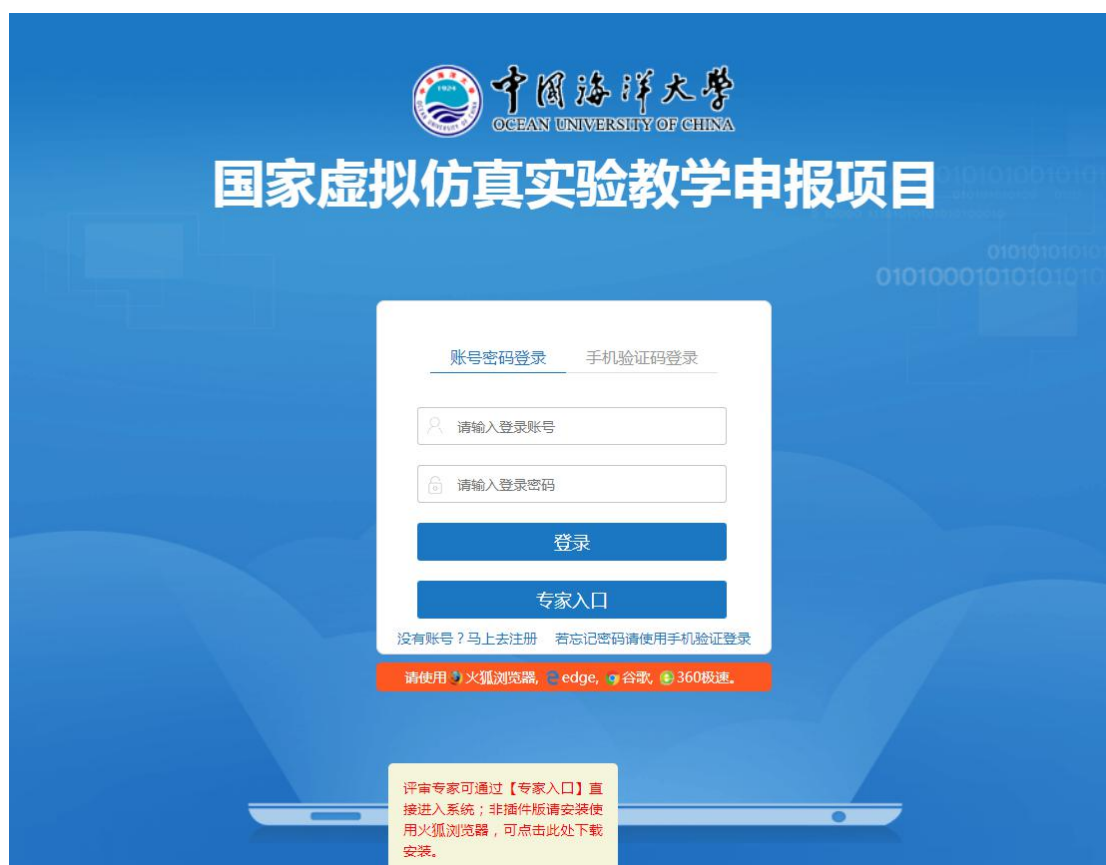 1924
中国海洋大學
OCEAN UNIVERSITY OF CHINA
国家虚拟仿真实验教学申报项目
账号密码登录 手机验证码登录
请输入登录账号
请输入登录密码
登录
专家入口
没有账号?马上去注册 若忘记密码请使用手机验证登录
请使用火狐浏览器, edge, 谷歌, 360极速。
评审专家可通过【专家入口】直
接进入系统;非插件版请安装使
用火狐浏览器,可点击此处下载
安装。